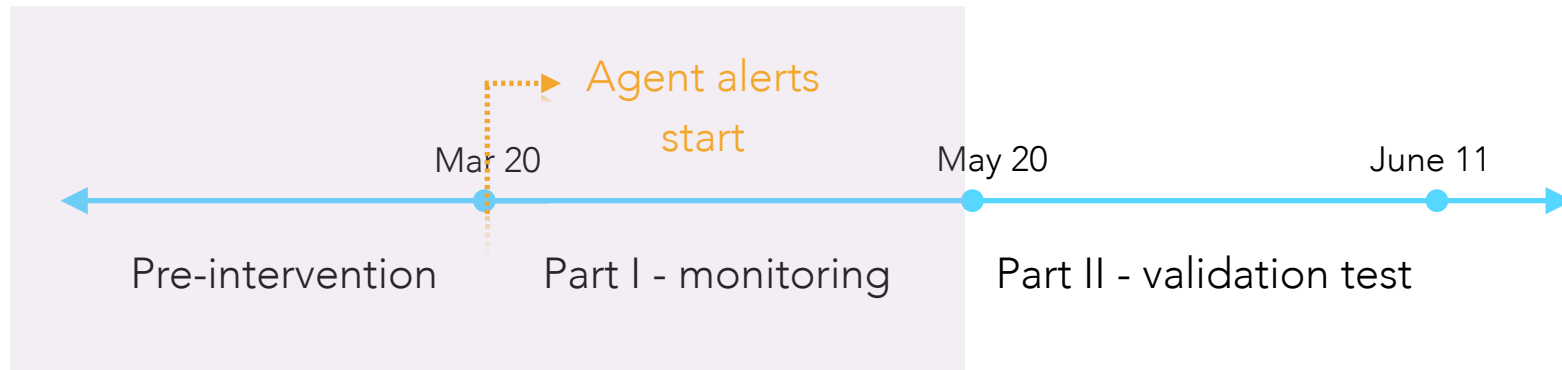 Agent alerts
start
Mar 20
May 20
June 11
Pre-intervention
Part I - monitoring
Part II - validation test